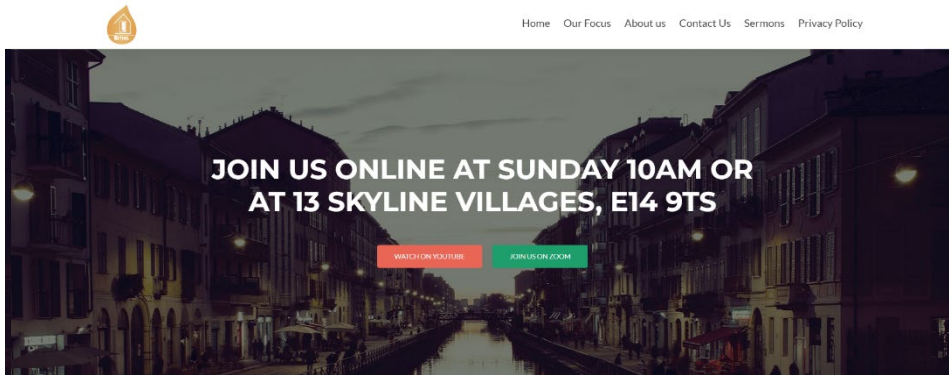 Home Our Focus About us Contact Us Sermons Privacy Policy
JOIN US ONLINE AT SUNDAY 10AM OR
AT 13 SKYLINE VILLAGES, E14 9TS
WATCH ON YOUTUBE JOIN US ON ZOOM